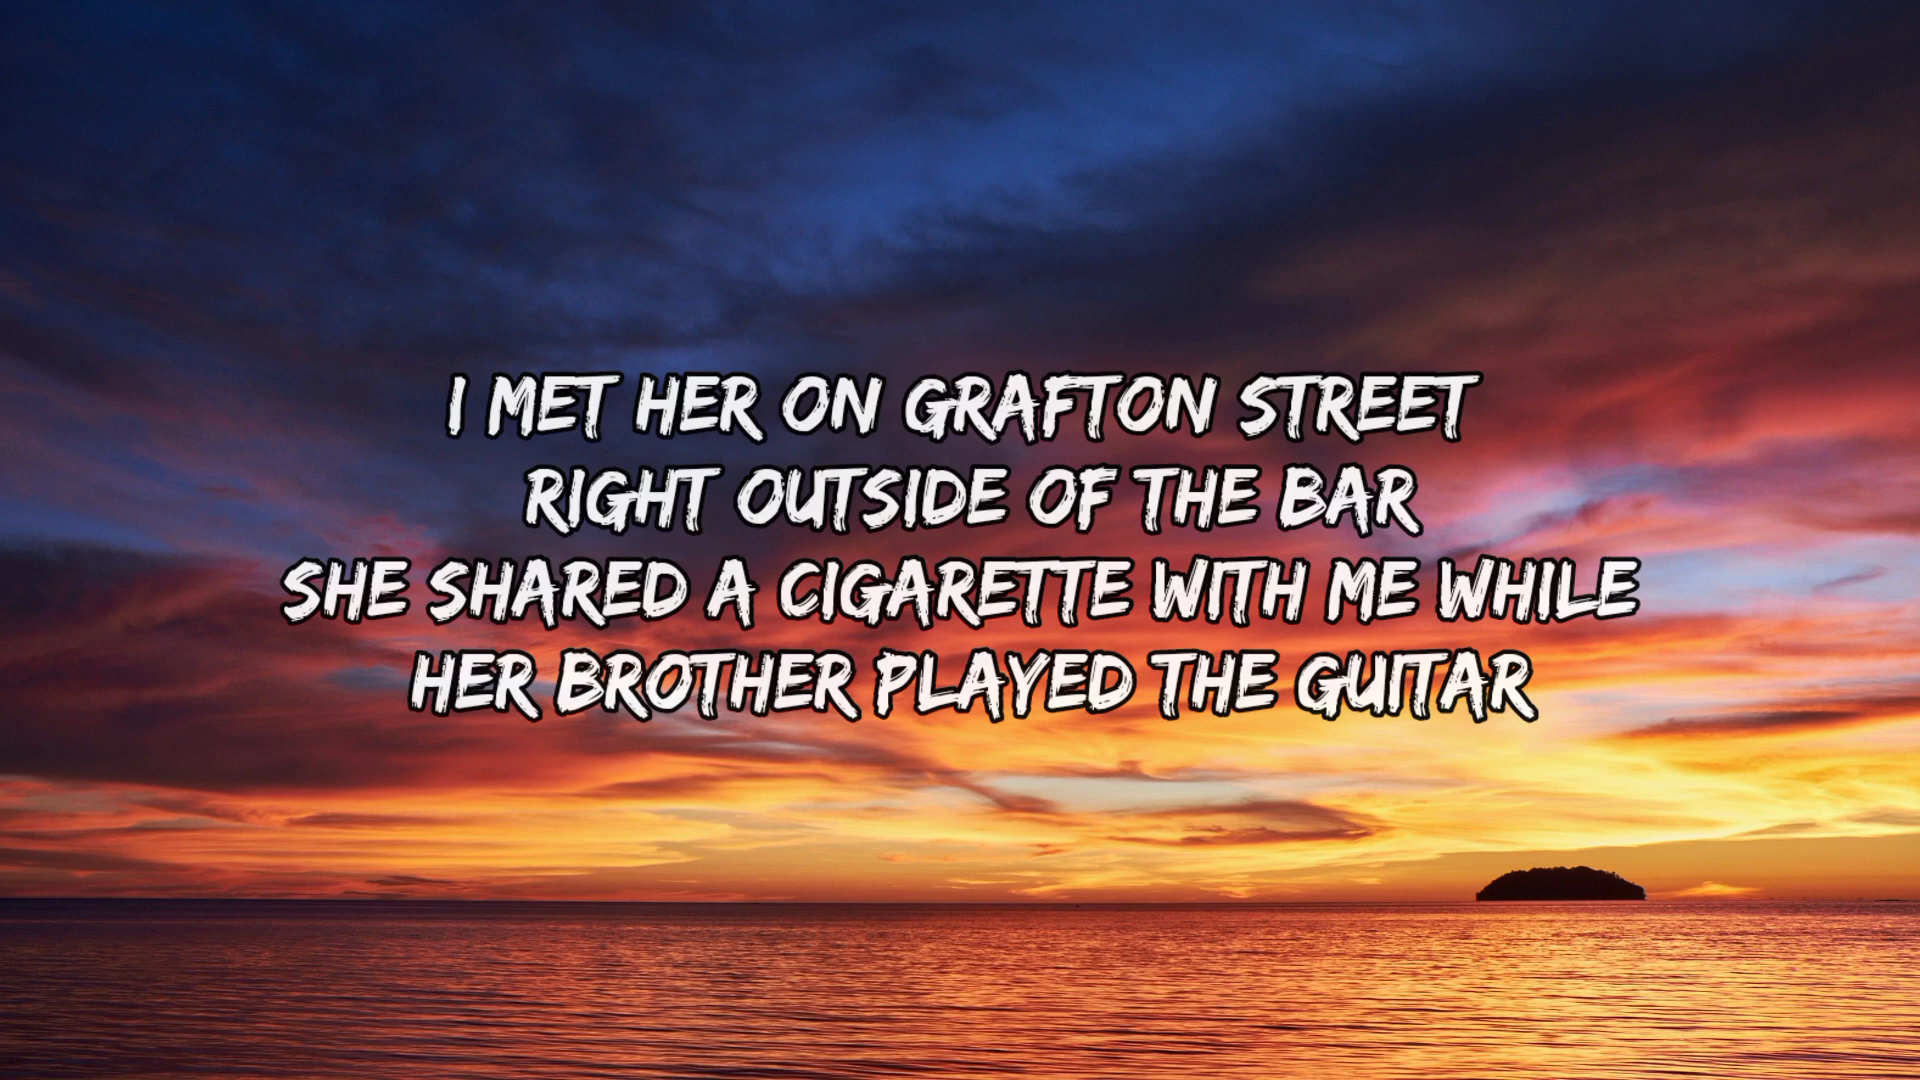 I MET HER ON GRAFTON STREET
RIGHT OUTSIDE OF THE BAR
SHE SHARED A CIGARETTE WITH ME WHILE
HER BROTHER PLAYED THE GUITAR